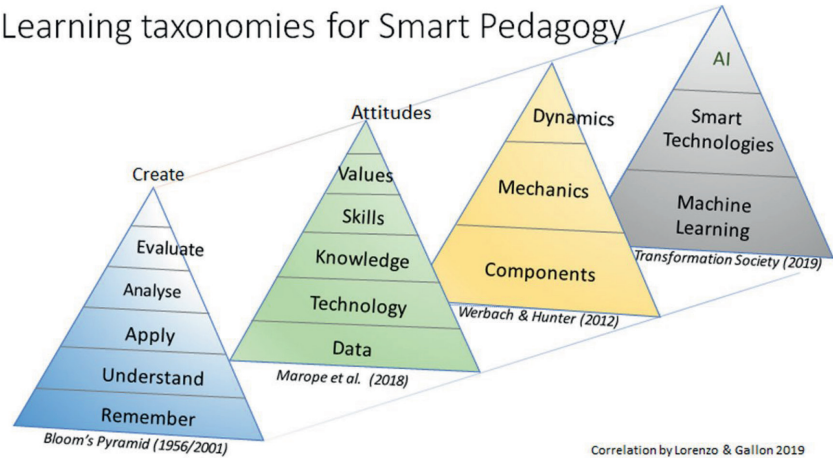 Learning taxonomies for Smart Pedagogy
Create
Evaluate
Analyse
Apply
Understand
Remember
Bloom's Pyramid (1956/2001)
Attitudes
Values
Skills
Knowledge
Technology
Data
Marope et al. (2018)
Dynamics
Mechanics
Components
Werbach & Hunter (2012)
AI
Smart
Technologies
Machine
Learning
Transformation Society (2019)
Correlation by Lorenzo & Gallon 2019